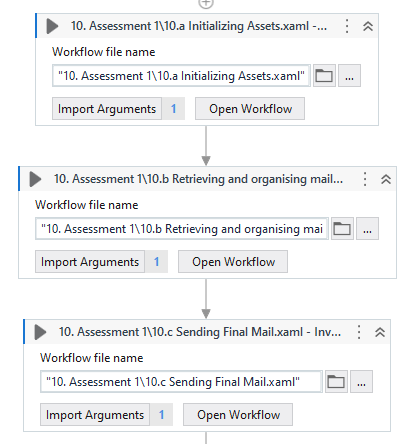 10. Assessment 1\10.a Initializing Assets.xaml -...
Workflow file name
"10. Assessment 1\10.a Initializing Assets.xaml"
...
Import Arguments 1 Open Workflow
10. Assessment 1\10.b Retrieving and organising mail...
Workflow file name
"10. Assessment 1\10.b Retrieving and organising mai
...
Import Arguments 1 Open Workflow
10. Assessment 1\10.c Sending Final Mail.xaml - Inv...
Workflow file name
"10. Assessment 1\10.c Sending Final Mail.xaml"
...
Import Arguments 1 Open Workflow